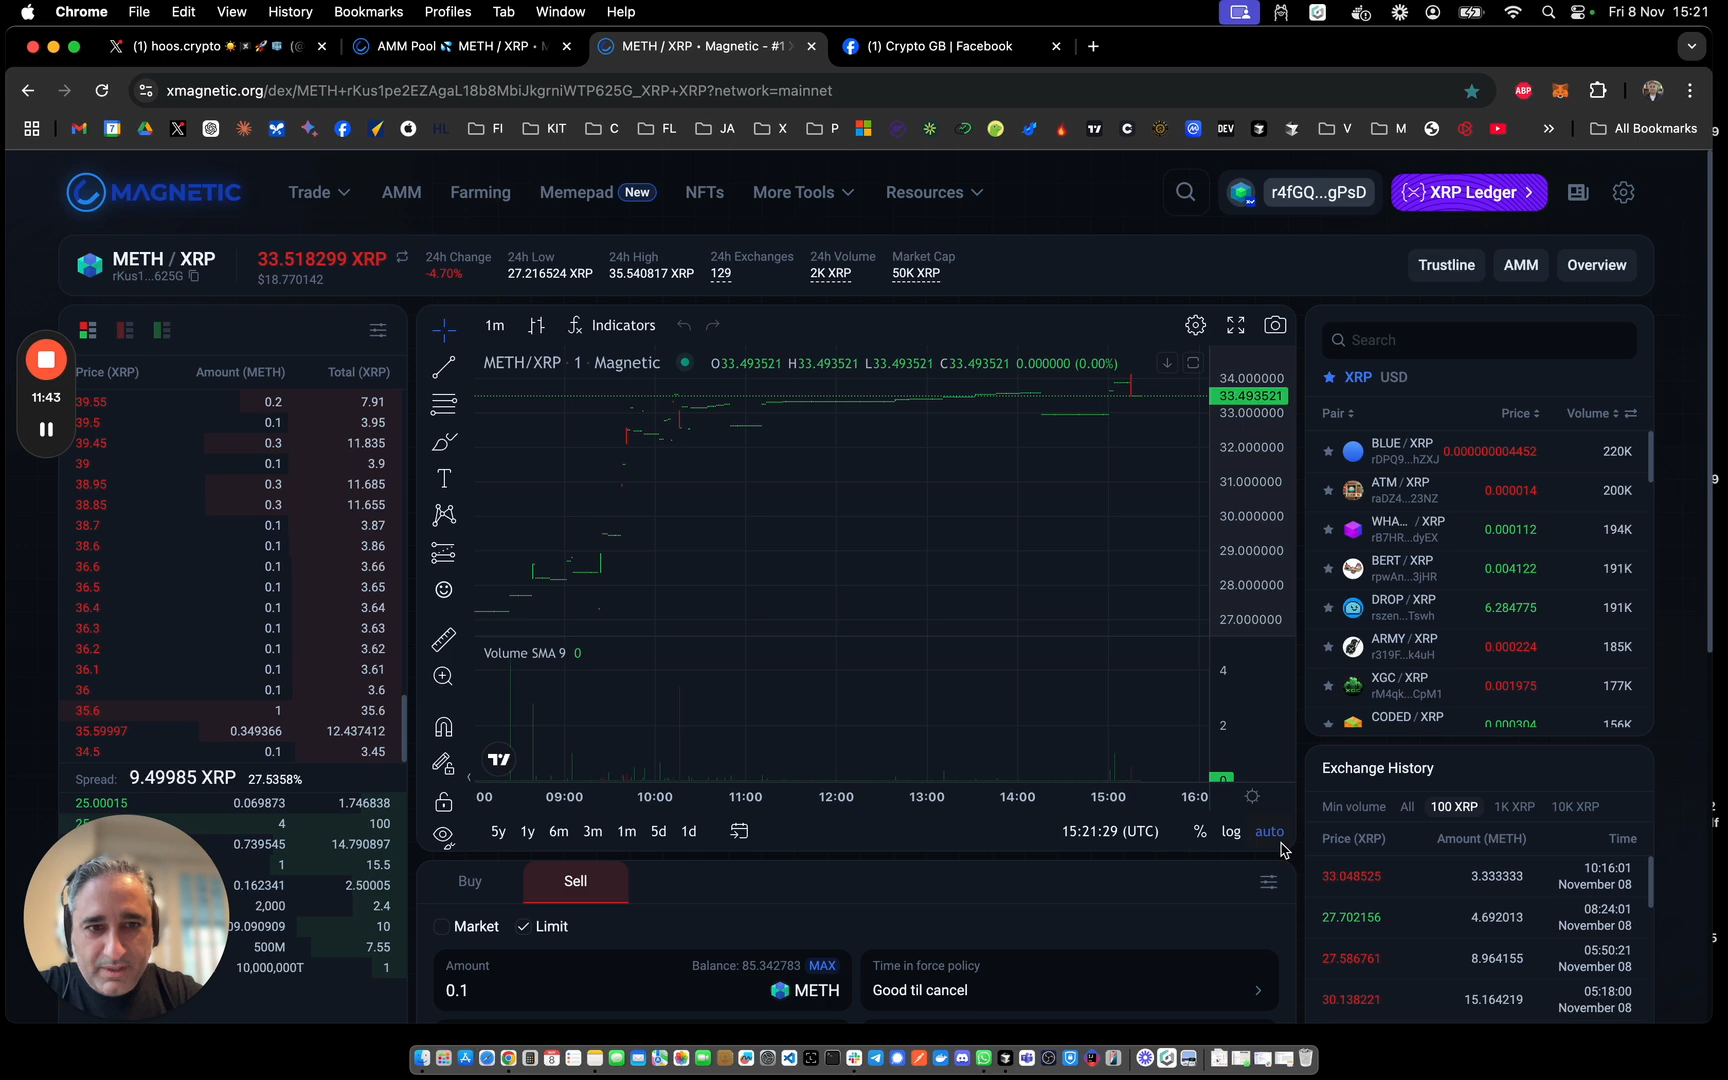 Chrome File Edit View History Bookmarks Profiles Tab Window Help
Fri 8 Nov 15:21
(1) hoos.crypto
AMM Pool METH / XRP •
METH / XRP • Magnetic - #1
(1) Crypto GB | Facebook
xmagnetic.org/dex/METH+rKus1pe2EZAgaL18b8MbiJkgrniWTP625G_XRP+XRP?network=mainnet
ABP
HL FI KIT C FL JA X P DEV V M All Bookmarks
MAGNETIC
Trade AMM Farming Memepad New NFTs More Tools Resources
r4fGQ...gPsD
XRP Ledger
METH / XRP
rKus1...625G
33.518299 XRP
$18.770142
24h Change
-4.70%
24h Low
27.216524 XRP
24h High
35.540817 XRP
24h Exchanges
129
24h Volume
2K XRP
Market Cap
50K XRP
Trustline AMM Overview
11:43
Price (XRP) Amount (METH) Total (XRP)
39.55 0.2 7.91
39.5 0.1 3.95
39.45 0.3 11.835
39 0.1 3.9
38.95 0.3 11.685
38.85 0.3 11.655
38.7 0.1 3.87
38.6 0.1 3.86
36.6 0.1 3.66
36.5 0.1 3.65
36.4 0.1 3.64
36.3 0.1 3.63
36.2 0.1 3.62
36.1 0.1 3.61
36 0.1 3.6
35.6 1 35.6
35.59997 0.349366 12.437412
34.5 0.1 3.45
Spread: 9.49985 XRP 27.5358%
25.00015 0.069873 1.746838
4 100
0.739545 14.790897
1 15.5
0.162341 2.50005
2,000 2.4
09.090909 10
500M 7.55
10,000,000T 1
1m Indicators
METH/XRP · 1 · Magnetic O33.493521 H33.493521 L33.493521 C33.493521 0.000000 (0.00%)
34.000000
33.493521
33.000000
32.000000
31.000000
30.000000
29.000000
28.000000
27.000000
Volume SMA 9 0
4
2
0
00 09:00 10:00 11:00 12:00 13:00 14:00 15:00 16:0
5y 1y 6m 3m 1m 5d 1d 15:21:29 (UTC) % log auto
Buy Sell
Market Limit
Amount Balance: 85.342783 MAX
0.1 METH
Time in force policy
Good til cancel
Search
XRP USD
Pair Price Volume
BLUE / XRP 0.000000004452 220K
rDPQ9...hZXJ
ATM / XRP 0.000014 200K
raDZ4...23NZ
WHA... / XRP 0.000112 194K
rB7HR...dyEX
BERT / XRP 0.004122 191K
rpwAn...3jHR
DROP / XRP 6.284775 191K
rszen...Tswh
ARMY / XRP 0.000224 185K
r319F...k4uH
XGC / XRP 0.001975 177K
rM4qk...CpM1
CODED / XRP 0.000304 156K
Exchange History
Min volume All 100 XRP 1K XRP 10K XRP
Price (XRP) Amount (METH) Time
33.048525 3.333333 10:16:01
November 08
27.702156 4.692013 08:24:01
November 08
27.586761 8.964155 05:50:21
November 08
30.138221 15.164219 05:18:00
November 08